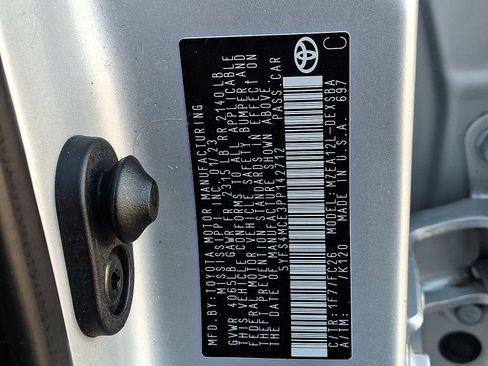 MFD. BY: TOYOTA MOTOR MANUFACTURING
MISSISSIPPI INC. 01/23
GVWR 4065LB GAWR FR 2315 LB RR 2140LB
THIS VEHICLE CONFORMS TO ALL APPLICABLE
FEDERAL MOTOR VEHICLE SAFETY, BUMPER, AND
THEFT PREVENTION STANDARDS IN EFFECT ON
THE DATE OF MANUFACTURE SHOWN ABOVE.
5YFS4MCE3PP142712 PASS.CAR
C/TR: 1F7/FC26 MODEL: MZEA12L-DEXSBA
A/TM: /K120 MADE IN U.S.A. 697
C